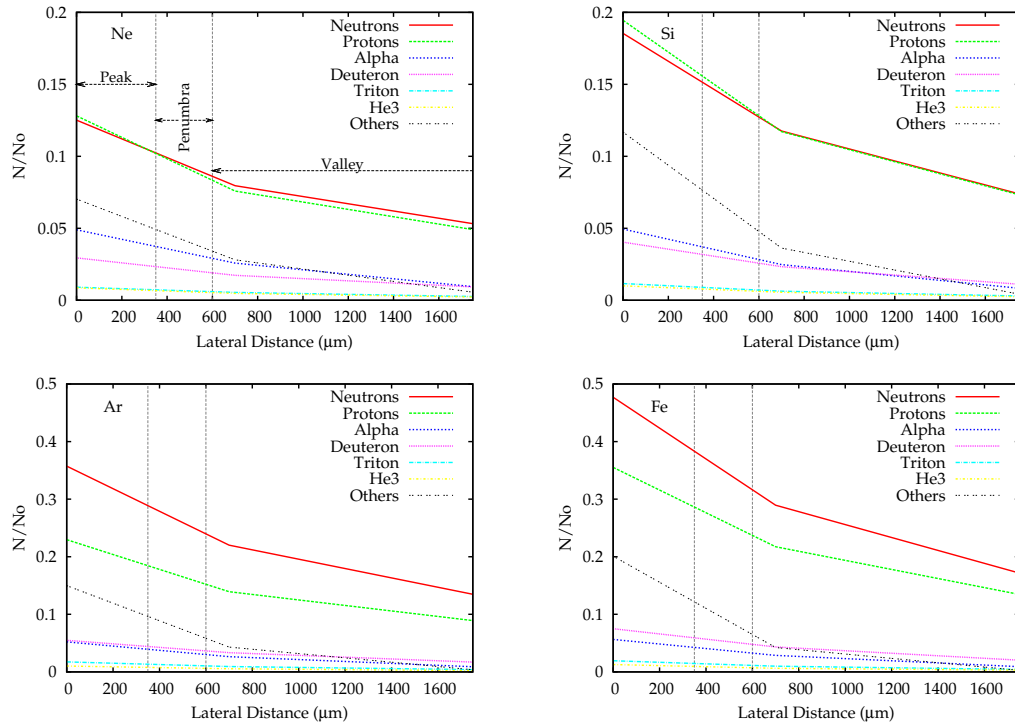 0.2
0.15
0.1
0.05
0
N/No
Ne
Neutrons
Protons
Alpha
Deuteron
Triton
He3
Others
Peak
Penumbra
Valley
0 200 400 600 800 1000 1200 1400 1600
Lateral Distance (µm)
0.2
0.15
0.1
0.05
0
N/No
Si
Neutrons
Protons
Alpha
Deuteron
Triton
He3
Others
0 200 400 600 800 1000 1200 1400 1600
Lateral Distance (µm)
0.5
0.4
0.3
0.2
0.1
0
N/No
Ar
Neutrons
Protons
Alpha
Deuteron
Triton
He3
Others
0 200 400 600 800 1000 1200 1400 1600
Lateral Distance (µm)
0.5
0.4
0.3
0.2
0.1
0
N/No
Fe
Neutrons
Protons
Alpha
Deuteron
Triton
He3
Others
0 200 400 600 800 1000 1200 1400 1600
Lateral Distance (µm)